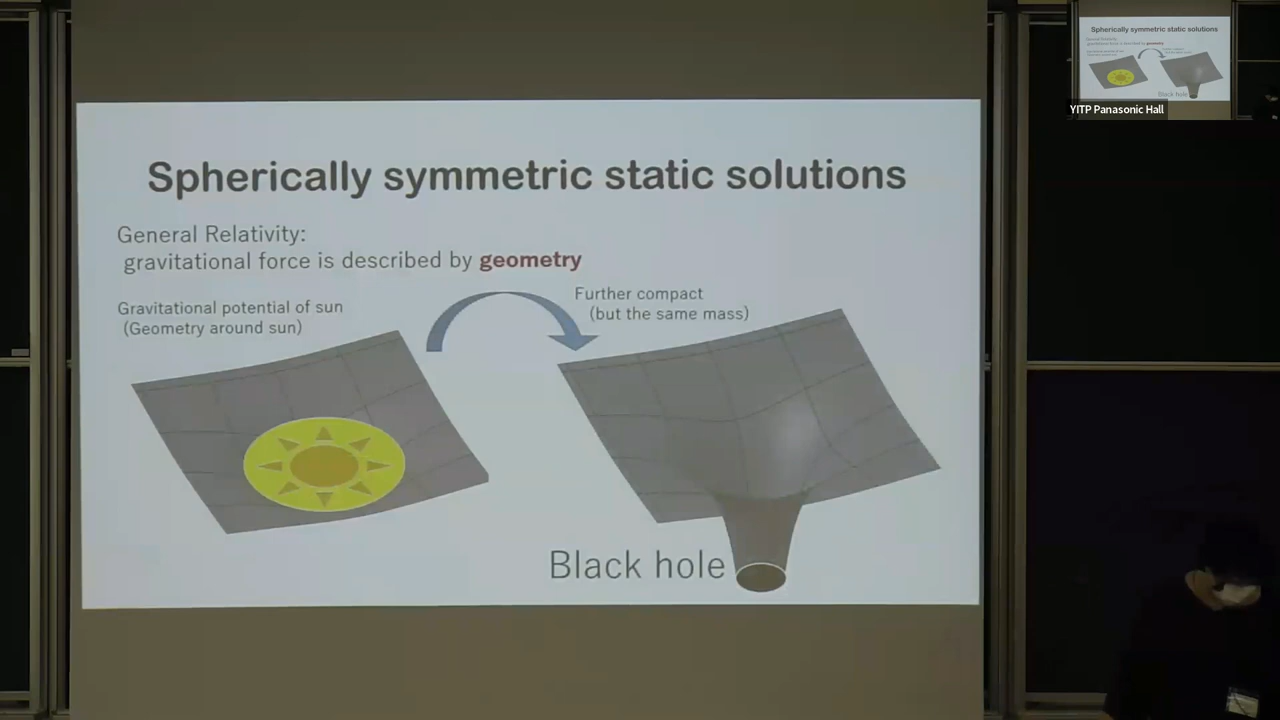 Spherically symmetric static solutions
General Relativity:
gravitational force is described by geometry
Gravitational potential of sun
(Geometry around sun)
Further compact
(but the same mass)
Black hole
Spherically symmetric static solutions
YITP Panasonic Hall